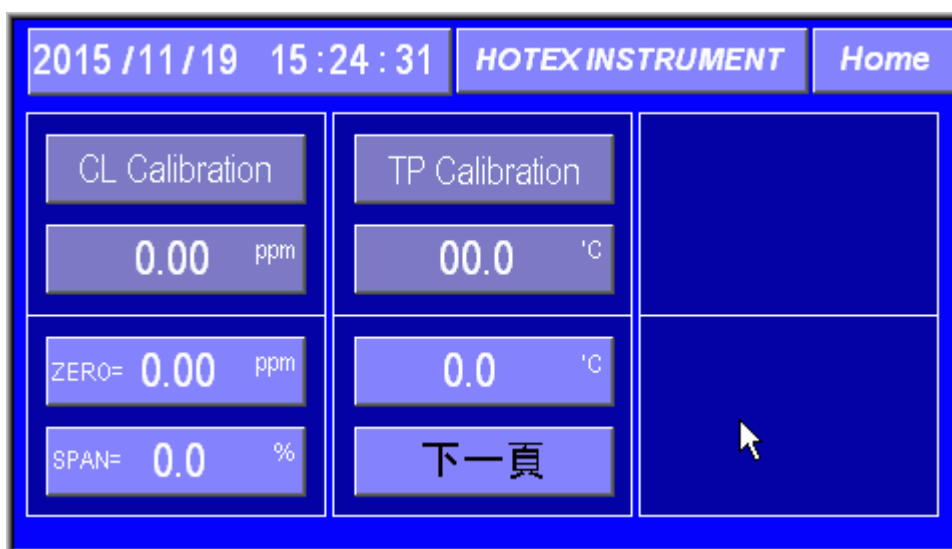 2015 /11/19 15:24:31 HOTEX INSTRUMENT Home
CL Calibration TP Calibration
0.00 ppm 00.0 'C
ZERO= 0.00 ppm 0.0 'C
SPAN= 0.0 % 下一頁